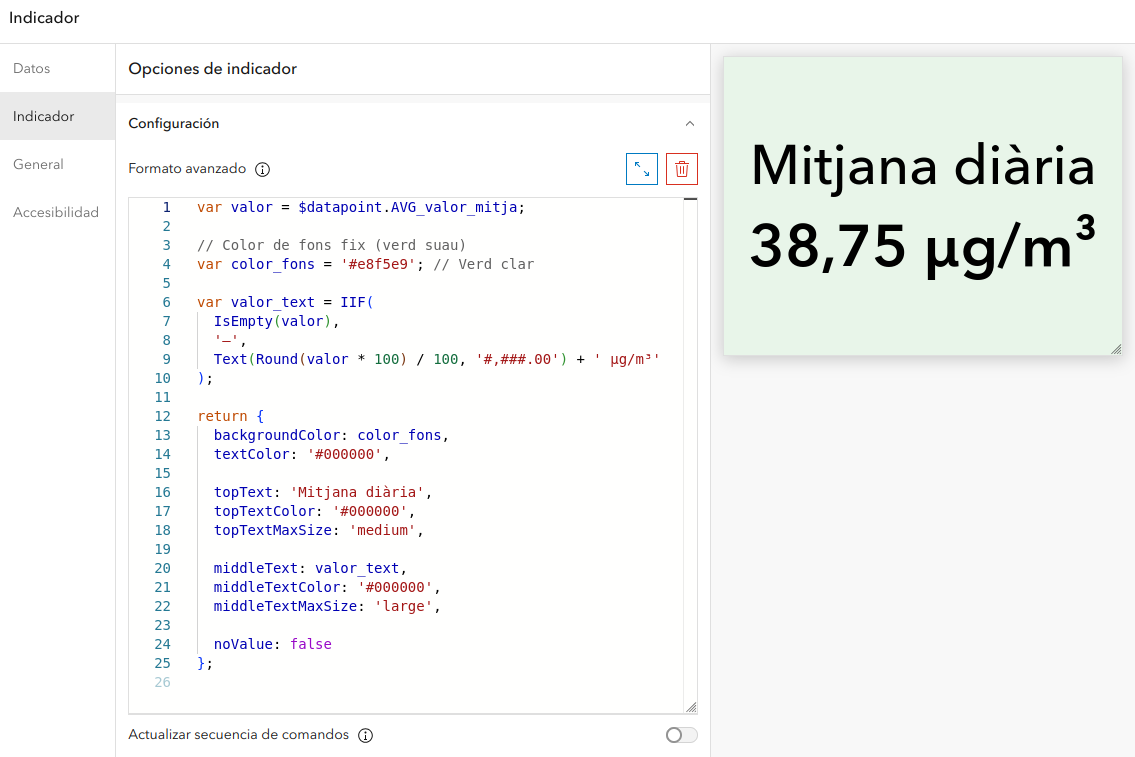 Indicador
Datos
Indicador
General
Accesibilidad
Opciones de indicador
Configuración
Formato avanzado
1 var valor = $datapoint.AVG_valor_mitja;
2
3 // Color de fons fix (verd suau)
4 var color_fons = '#e8f5e9'; // Verd clar
5
6 var valor_text = IIF(
7 IsEmpty(valor),
8 '—',
9 Text(Round(valor * 100) / 100, '#,###.00') + ' µg/m³'
10 );
11
12 return {
13 backgroundColor: color_fons,
14 textColor: '#000000',
15
16 topText: 'Mitjana diària',
17 topTextColor: '#000000',
18 topTextMaxSize: 'medium',
19
20 middleText: valor_text,
21 middleTextColor: '#000000',
22 middleTextMaxSize: 'large',
23
24 noValue: false
25 };
26
Actualizar secuencia de comandos
Mitjana diària
38,75 µg/m³